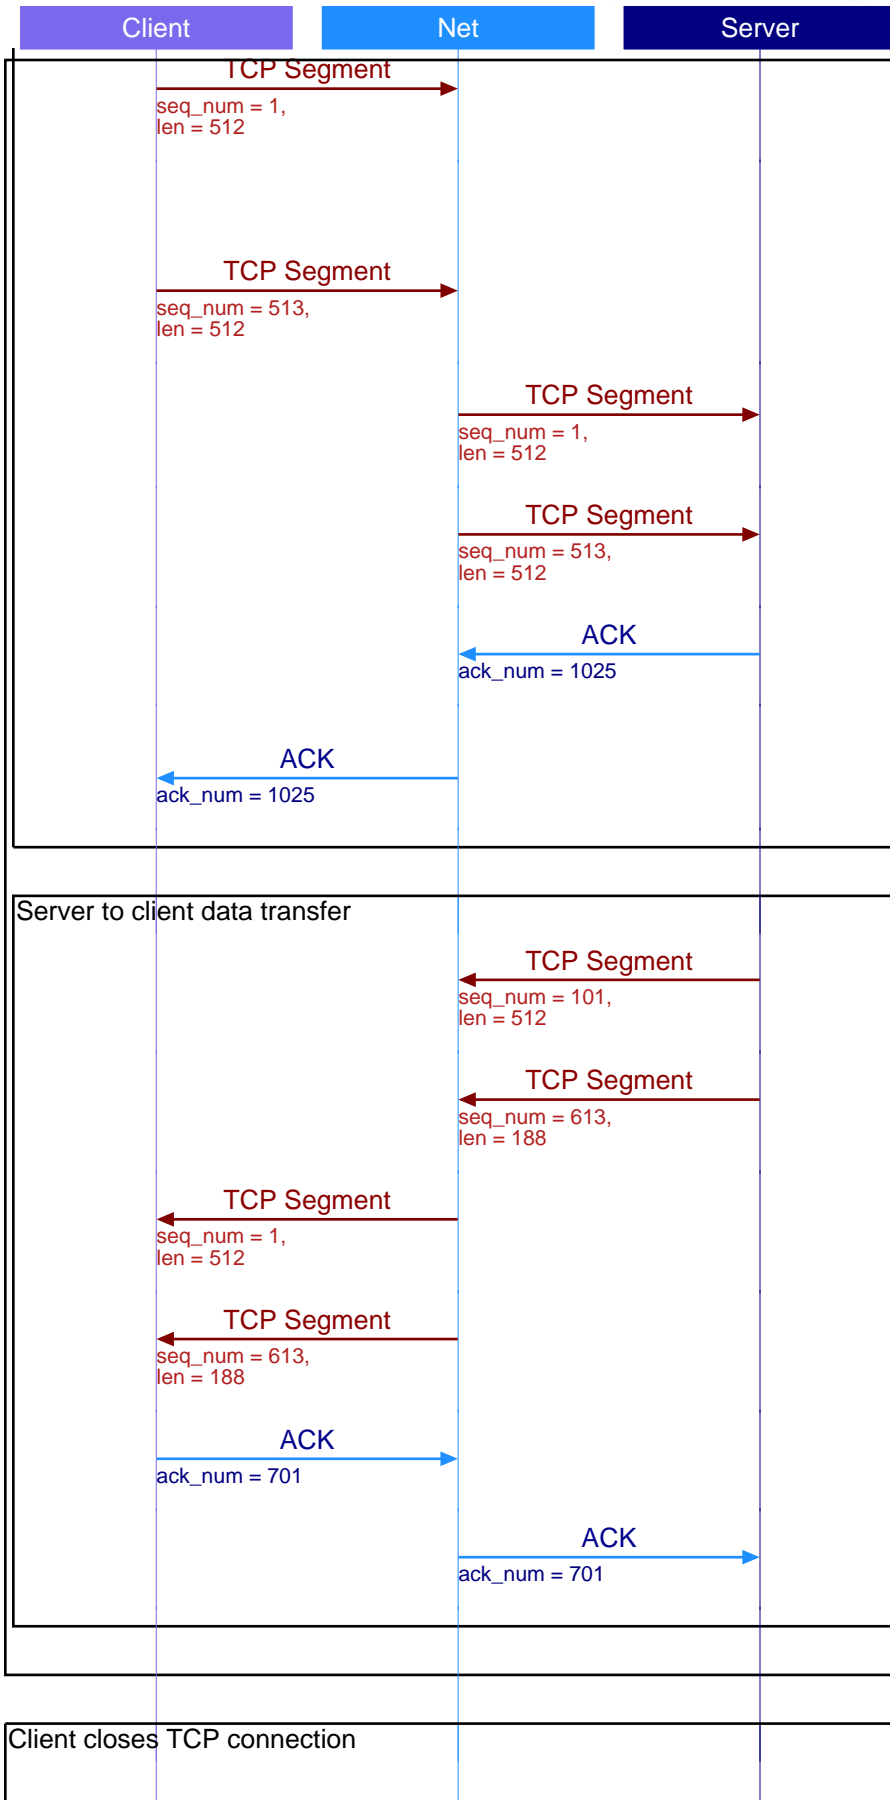 Client
Net
Server
TCP Segment
seq_num = 1,
len = 512
TCP Segment
seq_num = 513,
len = 512
TCP Segment
seq_num = 1,
len = 512
TCP Segment
seq_num = 513,
len = 512
ACK
ack_num = 1025
ACK
ack_num = 1025
Server to client data transfer
TCP Segment
seq_num = 101,
len = 512
TCP Segment
seq_num = 613,
len = 188
TCP Segment
seq_num = 1,
len = 512
TCP Segment
seq_num = 613,
len = 188
ACK
ack_num = 701
ACK
ack_num = 701
Client closes TCP connection